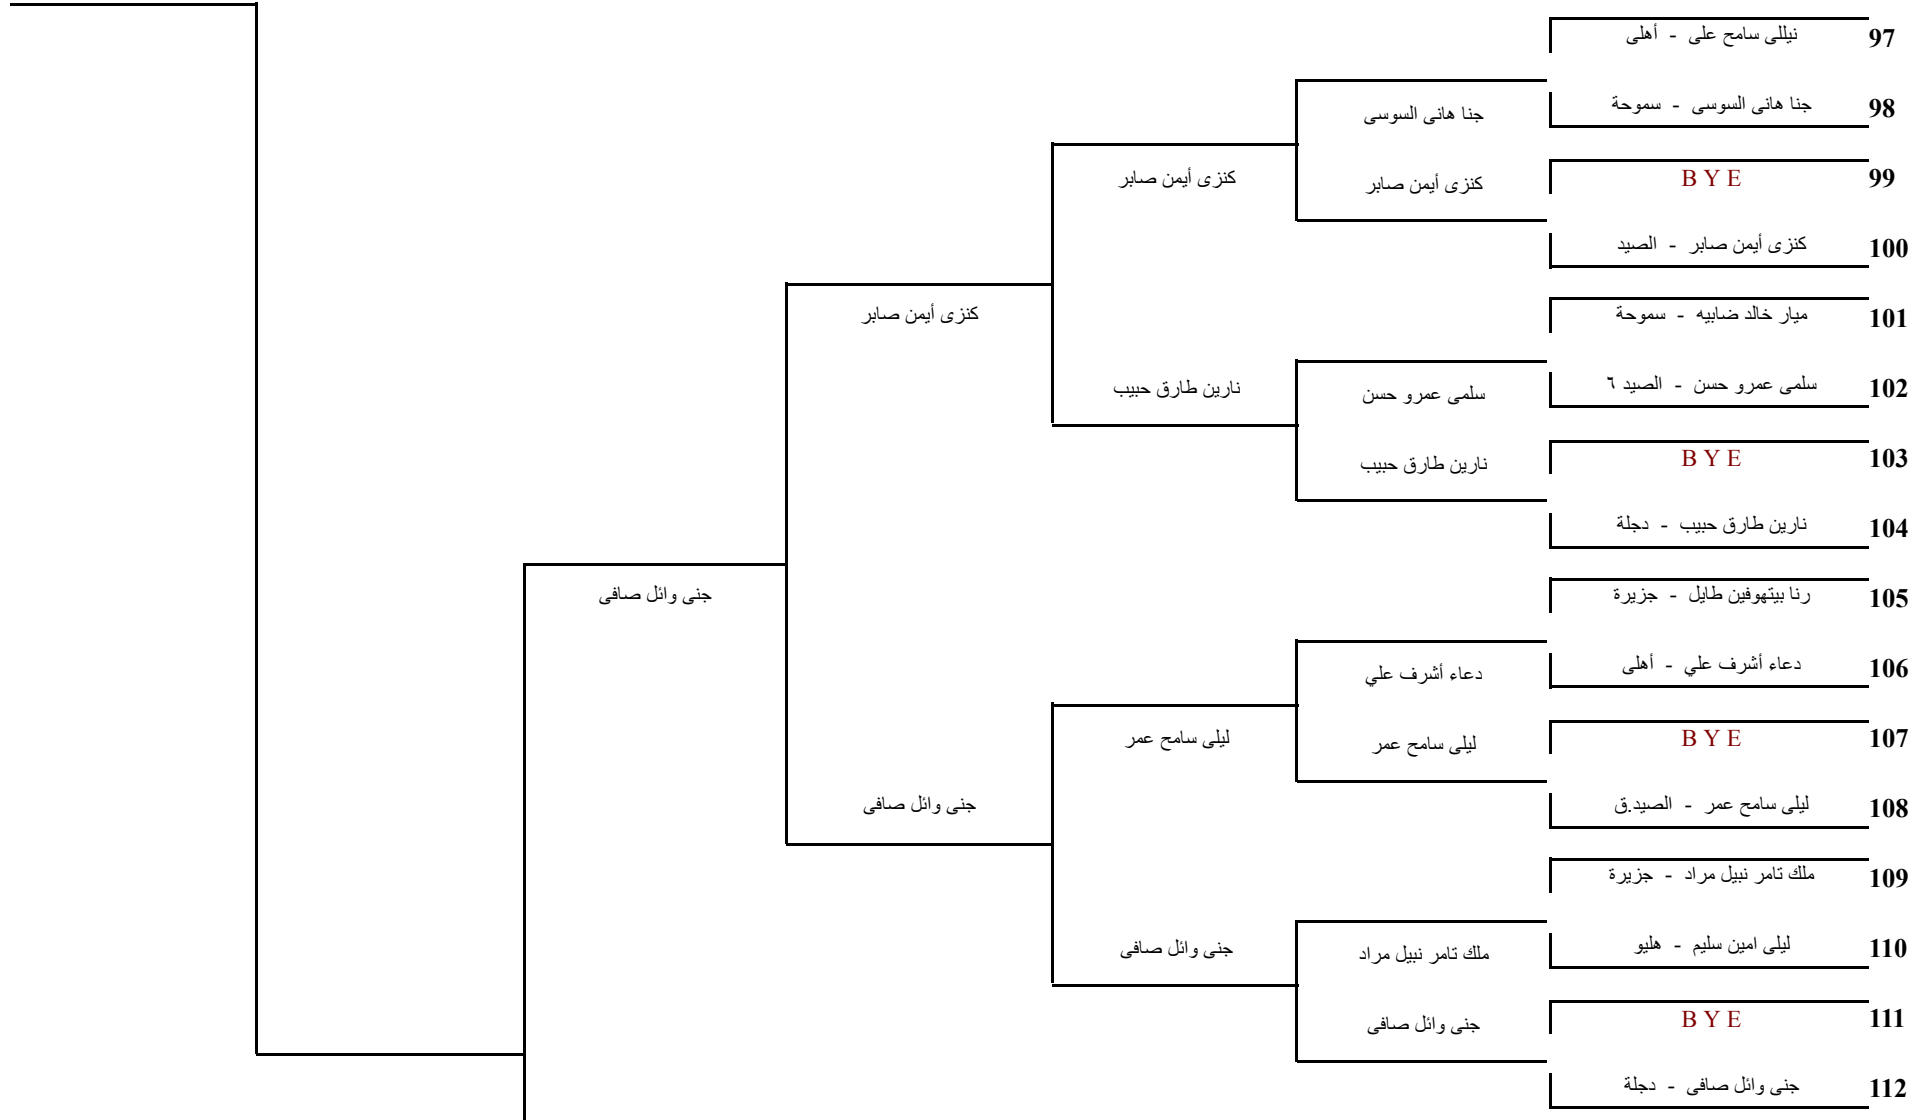 97 نيللى سامح على - أهلى
98 جنا هانى السوسى - سموحة
جنا هانى السوسى
99 B Y E
كنزى أيمن صابر
كنزى أيمن صابر
100 كنزى أيمن صابر - الصيد
101 ميار خالد ضابيه - سموحة
كنزى أيمن صابر
102 سلمى عمرو حسن - الصيد ٦
سلمى عمرو حسن
نارين طارق حبيب
103 B Y E
نارين طارق حبيب
104 نارين طارق حبيب - دجلة
105 رنا بيتهوفين طايل - جزيرة
جنى وائل صافى
106 دعاء أشرف علي - أهلى
دعاء أشرف علي
107 B Y E
ليلى سامح عمر
ليلى سامح عمر
108 ليلى سامح عمر - الصيد.ق
جنى وائل صافى
109 ملك تامر نبيل مراد - جزيرة
110 ليلى امين سليم - هليو
ملك تامر نبيل مراد
جنى وائل صافى
111 B Y E
جنى وائل صافى
112 جنى وائل صافى - دجلة